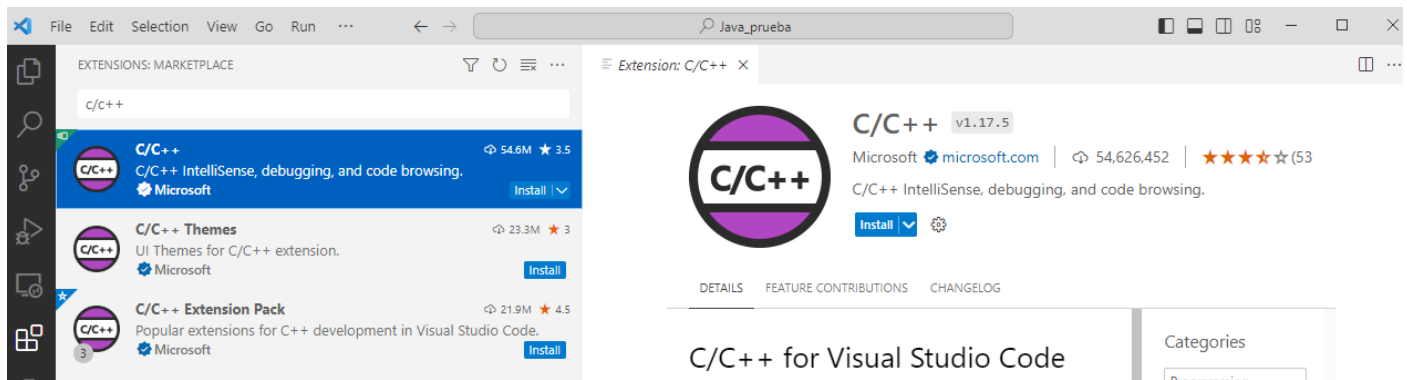 File Edit Selection View Go Run ··· Java_prueba
EXTENSIONS: MARKETPLACE
c/c++
C/C++ 54.6M ★ 3.5
C/C++ IntelliSense, debugging, and code browsing.
Microsoft Install
C/C++ Themes 23.3M ★ 3
UI Themes for C/C++ extension.
Microsoft Install
C/C++ Extension Pack 21.9M ★ 4.5
Popular extensions for C++ development in Visual Studio Code.
Microsoft Install
C/C++
C/C++
C/C++
3
Extension: C/C++
C/C++
C/C++ v1.17.5
Microsoft microsoft.com 54,626,452 ★★★★☆(53
C/C++ IntelliSense, debugging, and code browsing.
Install
DETAILS FEATURE CONTRIBUTIONS CHANGELOG
C/C++ for Visual Studio Code
Categories